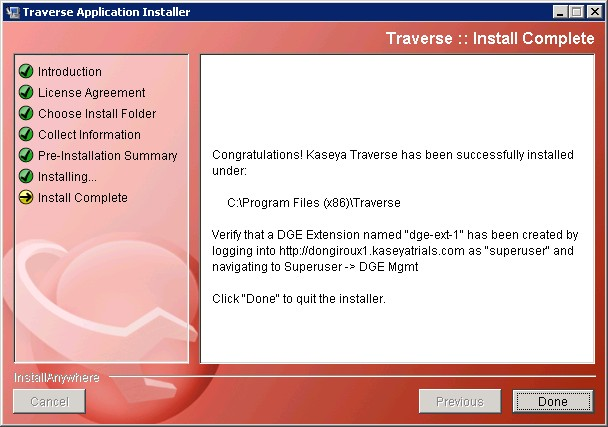 Traverse Application Installer
Traverse :: Install Complete
Introduction
License Agreement
Choose Install Folder
Collect Information
Pre-Installation Summary
Installing...
Install Complete
Congratulations! Kaseya Traverse has been successfully installed
under:
C:\Program Files (x86)\Traverse
Verify that a DGE Extension named "dge-ext-1" has been created by
logging into http://dongiroux1.kaseyatrials.com as "superuser" and
navigating to Superuser -> DGE Mgmt
Click "Done" to quit the installer.
InstallAnywhere
Cancel
Previous
Done